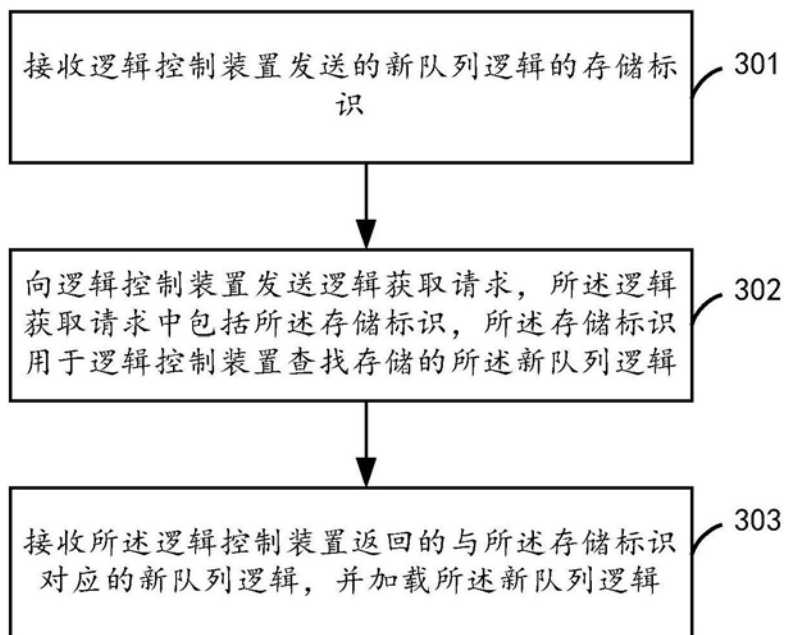 接收逻辑控制装置发送的新队列逻辑的存储标
识
301
向逻辑控制装置发送逻辑获取请求，所述逻辑
获取请求中包括所述存储标识，所述存储标识
用于逻辑控制装置查找存储的所述新队列逻辑
302
接收所述逻辑控制装置返回的与所述存储标识
对应的新队列逻辑，并加载所述新队列逻辑
303